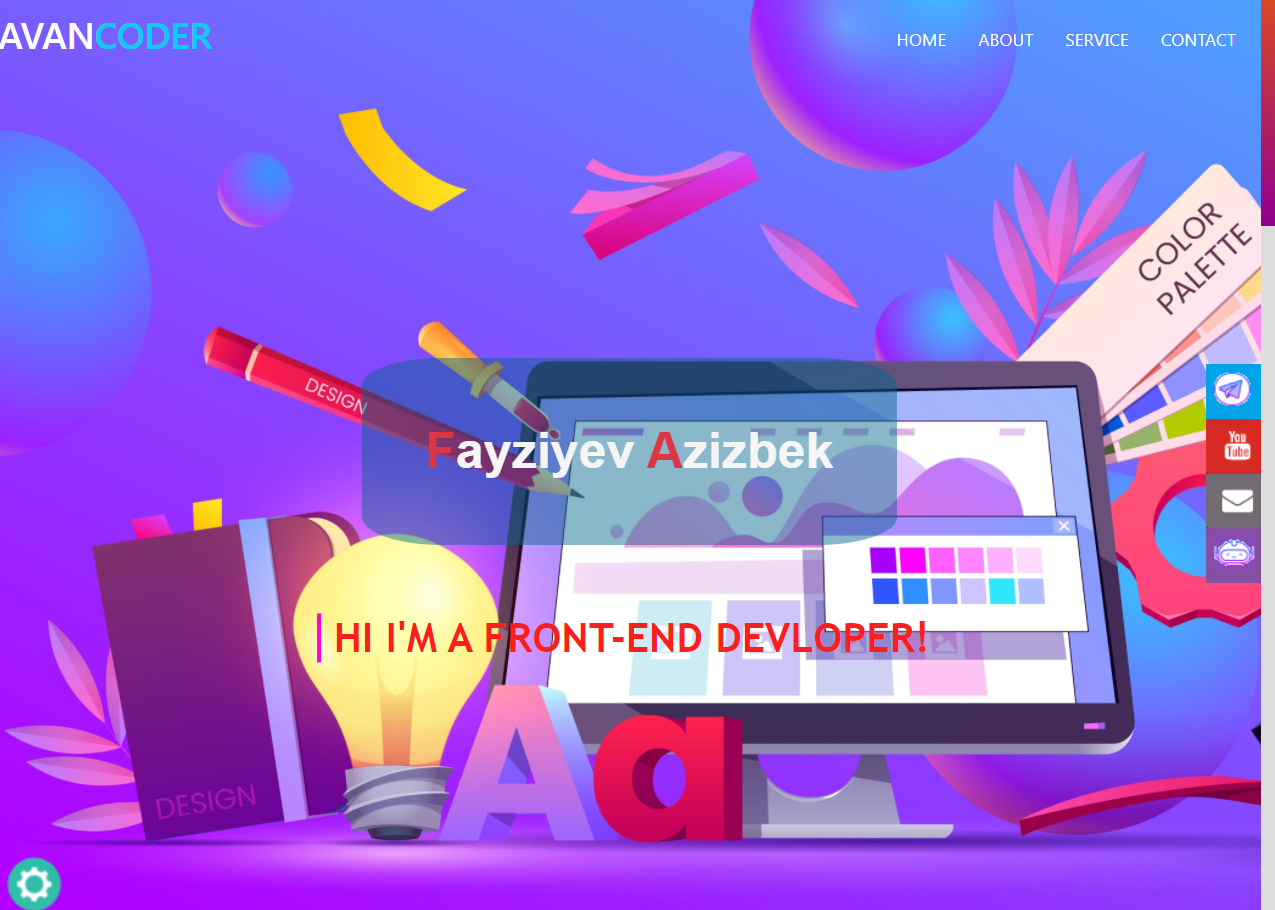 AVANCODER
HOME ABOUT SERVICE CONTACT
COLOR
PALETTE
DESIGN
Fayziyev Azizbek
You
Tube
HI I'M A FRONT-END DEVLOPER!
DESIGN
Aa